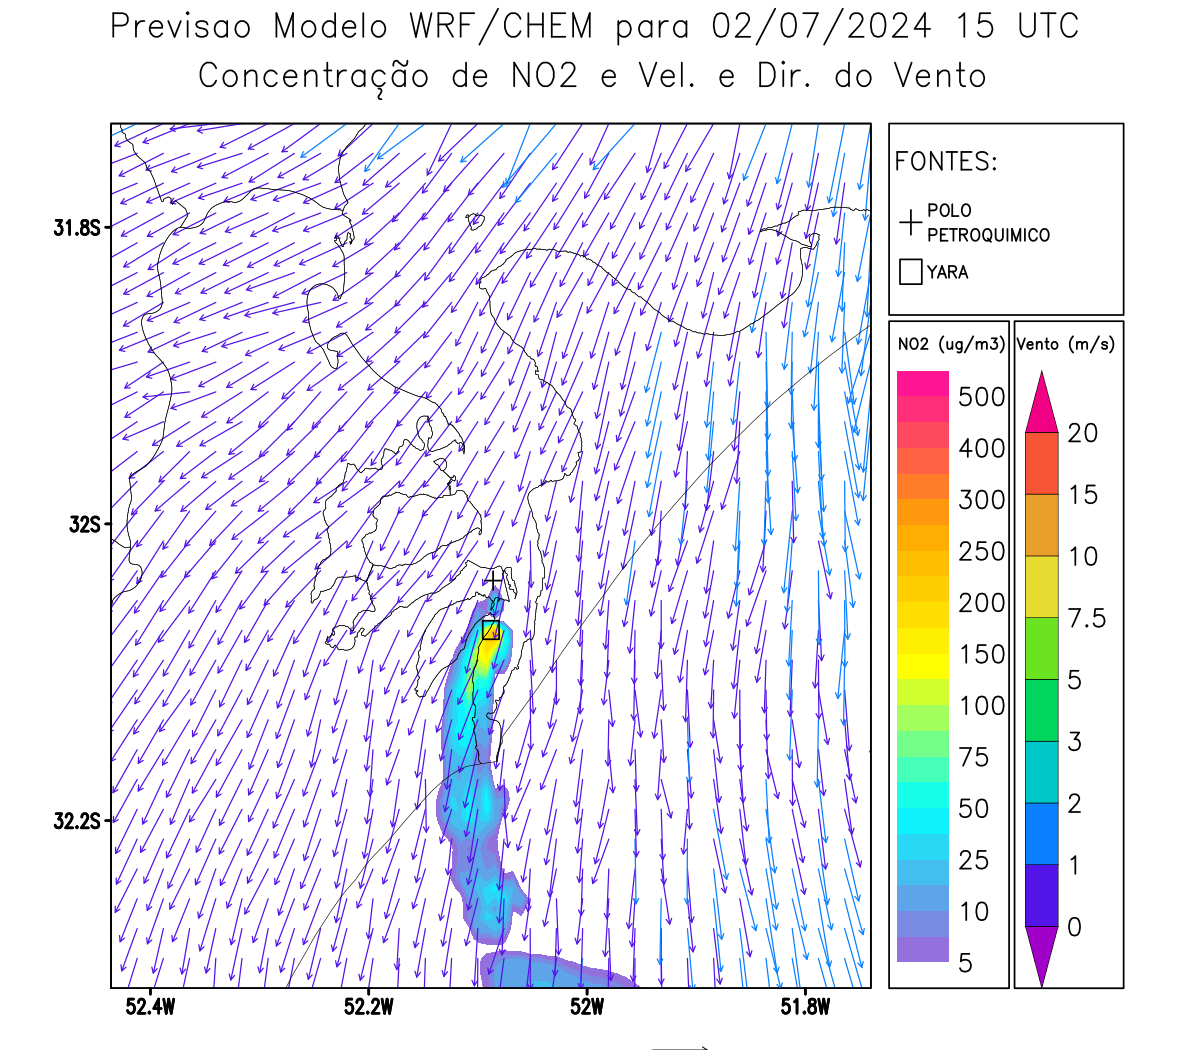 Previsao Modelo WRF/CHEM para 02/07/2024 15 UTC
Concentração de NO2 e Vel. e Dir. do Vento
FONTES:
POLO
PETROQUIMICO
YARA
NO2 (ug/m3)
500
400
300
250
200
150
100
75
50
25
10
5
Vento (m/s)
20
15
10
7.5
5
3
2
1
0
31.8S
32S
32.2S
52.4W
52.2W
52W
51.8W